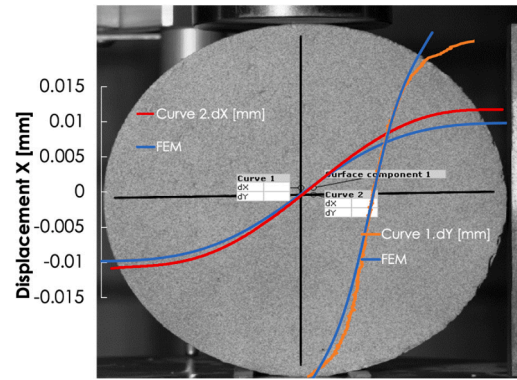 Displacement X [mm]
0.015
0.01
0.005
0
-0.005
-0.01
-0.015
Curve 2.dX [mm]
FEM
Curve 1
dX
dY
Surface component 1
Curve 2
dX
dY
Curve 1.dY [mm]
FEM